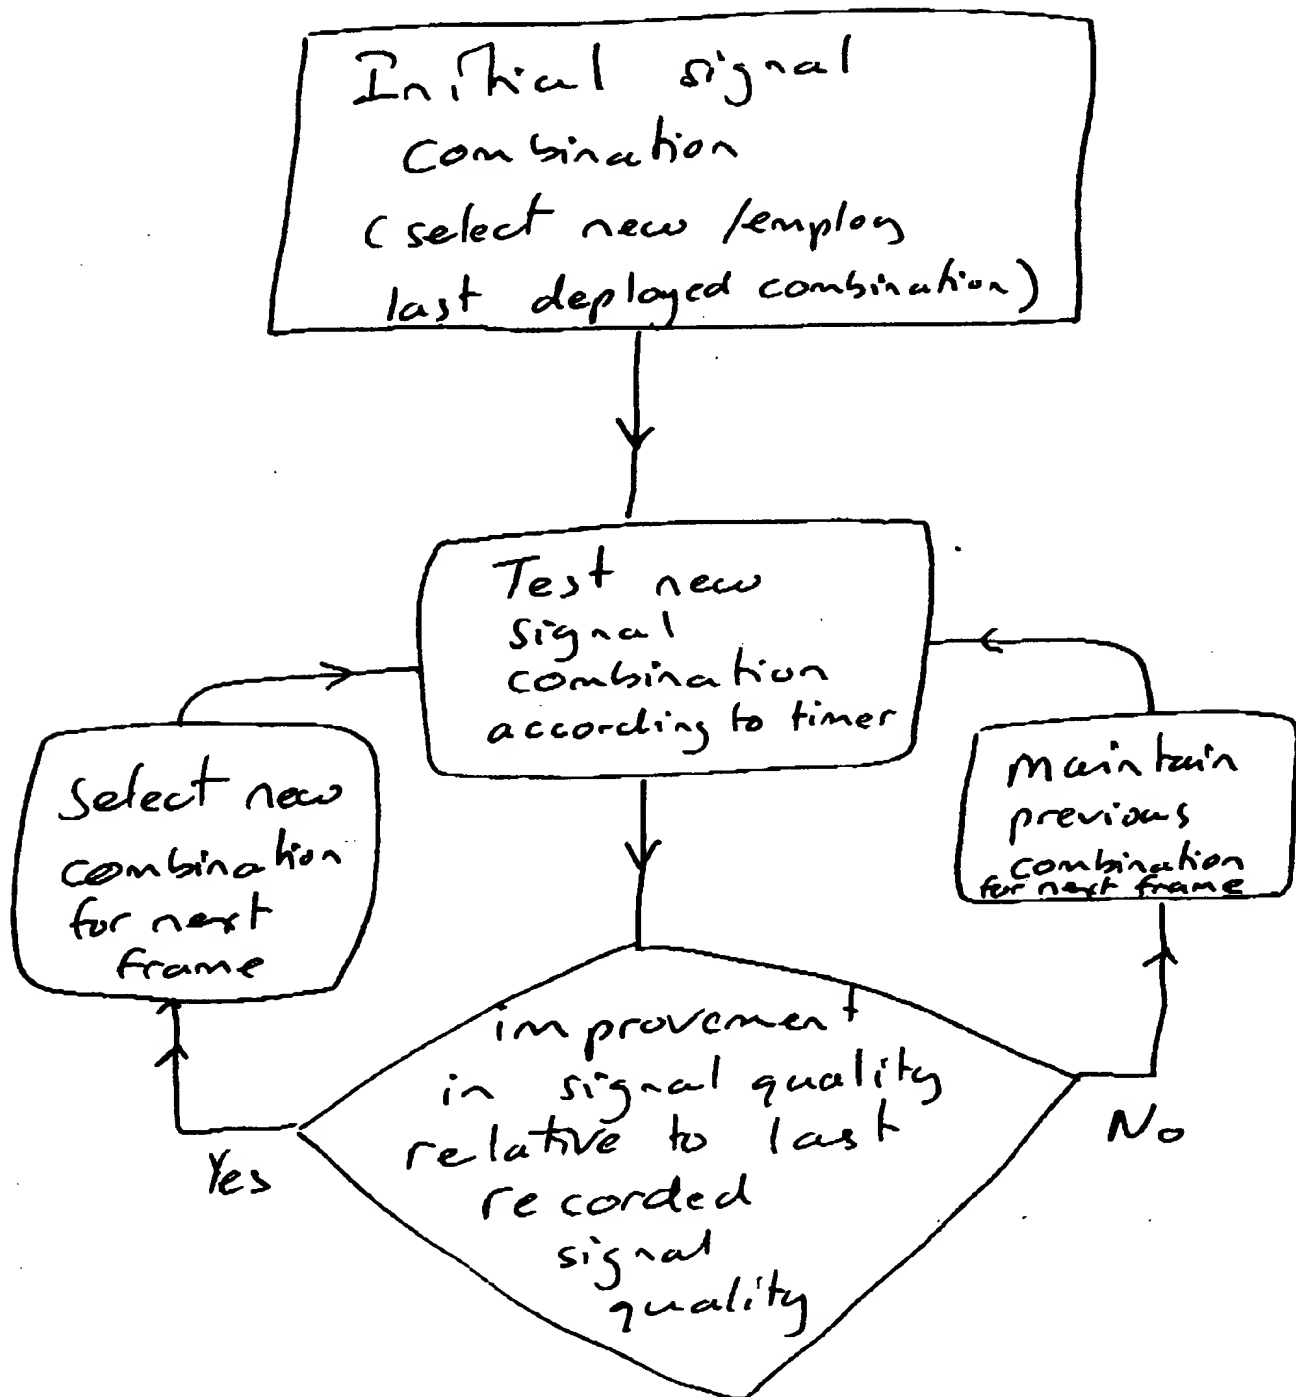 Initial signal
combination
(select new /employ
last deployed combination)
Test new
signal
combination
according to timer
Select new
combination
for next
frame
maintain
previous
combination
for next frame
improvement
in signal quality
relative to last
recorded
signal
quality
Yes
No